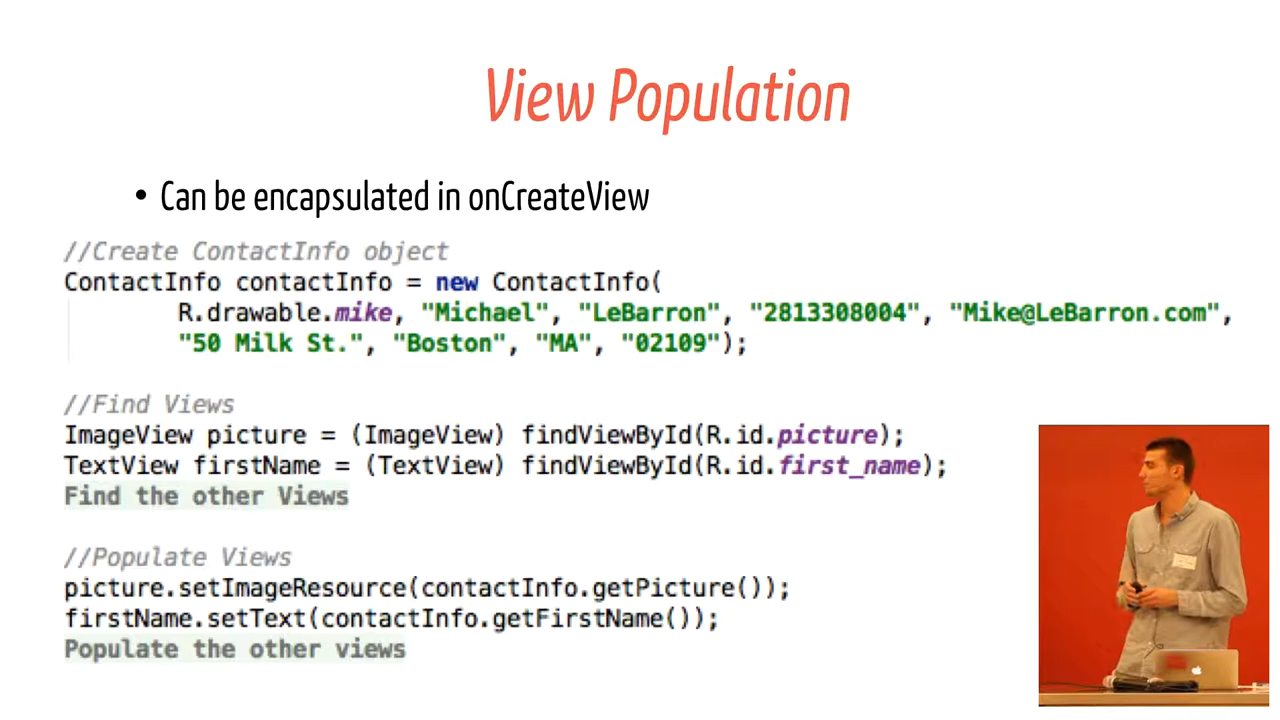 View Population
• Can be encapsulated in onCreateView
//Create ContactInfo object
ContactInfo contactInfo = new ContactInfo(
R.drawable.mike, "Michael", "LeBarron", "2813308004", "Mike@LeBarron.com",
"50 Milk St.", "Boston", "MA", "02109");
//Find Views
ImageView picture = (ImageView) findViewById(R.id.picture);
TextView firstName = (TextView) findViewById(R.id.first_name);
Find the other Views
//Populate Views
picture.setImageResource(contactInfo.getPicture());
firstName.setText(contactInfo.getFirstName());
Populate the other views